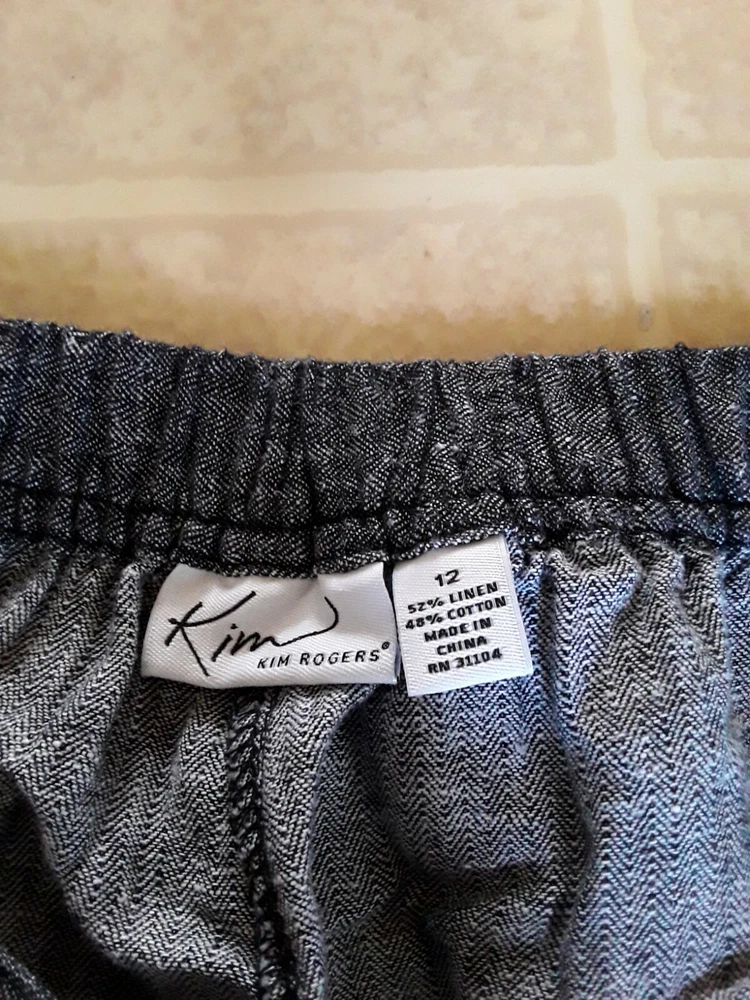 Kim
KIM ROGERS®
12
52% LINEN
48% COTTON
MADE IN
CHINA
RN 31104